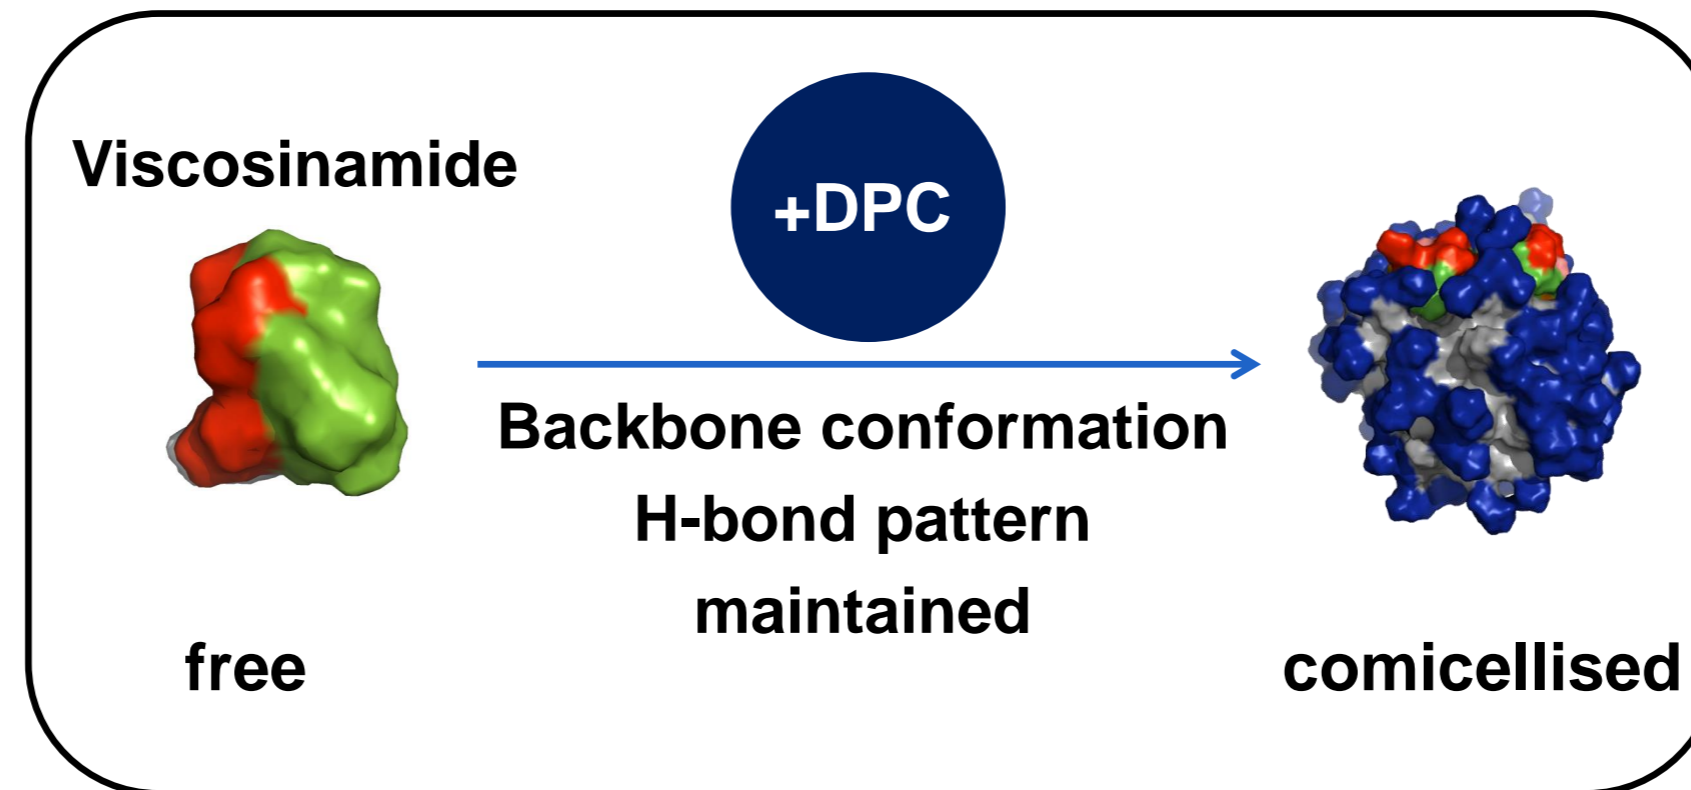 Viscosinamide
+DPC
Backbone conformation
H-bond pattern
maintained
free
comicellised